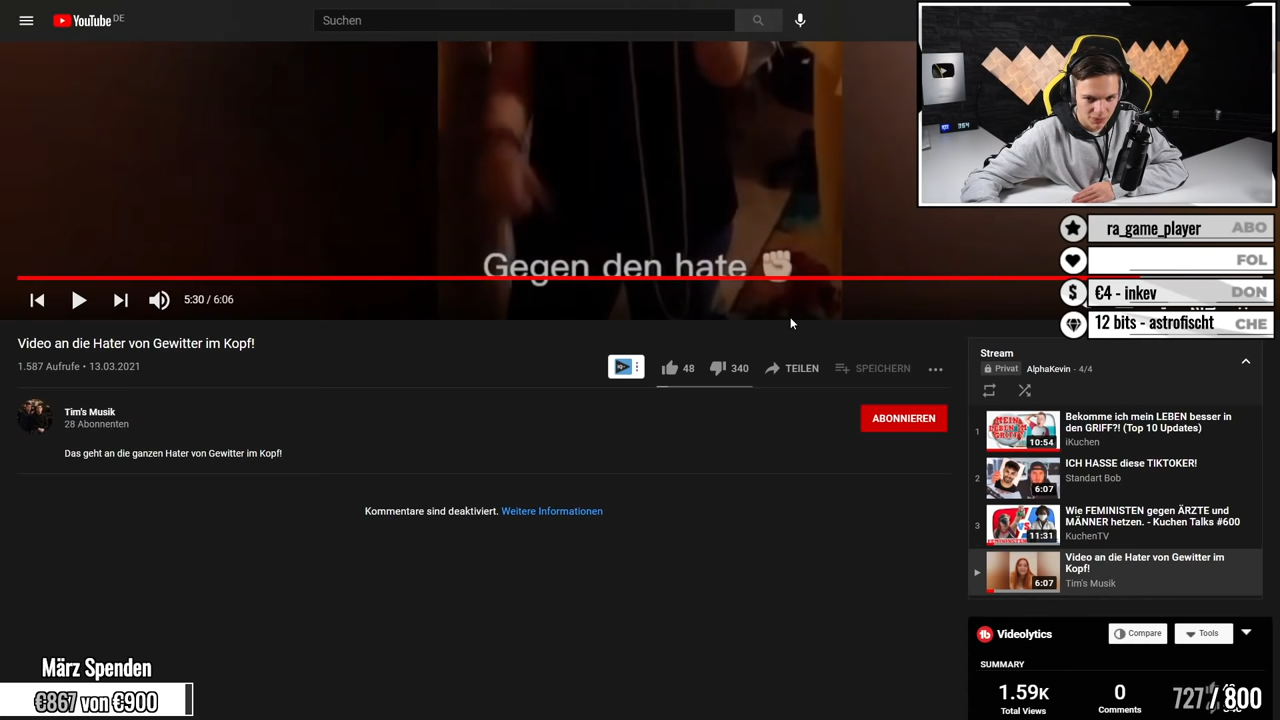 YouTube DE
Suchen
Gegen den hate
5:30 / 6:06
Video an die Hater von Gewitter im Kopf!
1.587 Aufrufe • 13.03.2021
48
340
TEILEN
SPEICHERN
Tim's Musik
28 Abonnenten
ABONNIEREN
Das geht an die ganzen Hater von Gewitter im Kopf!
Kommentare sind deaktiviert. Weitere Informationen
März Spenden
€867 von €900
354
ra_game_player ABO
FOL
€4 - inkev DON
12 bits - astrofischt CHE
Stream
Privat AlphaKevin - 4/4
1
Bekomme ich mein LEBEN besser in
den GRIFF?! (Top 10 Updates)
iKuchen
10:54
2
ICH HASSE diese TIKTOKER!
Standart Bob
6:07
3
Wie FEMINISTEN gegen ÄRZTE und
MÄNNER hetzen. - Kuchen Talks #600
KuchenTV
11:31
Video an die Hater von Gewitter im
Kopf!
Tim's Musik
6:07
Videolytics
Compare
Tools
SUMMARY
1.59K
Total Views
0
Comments
727 / 800